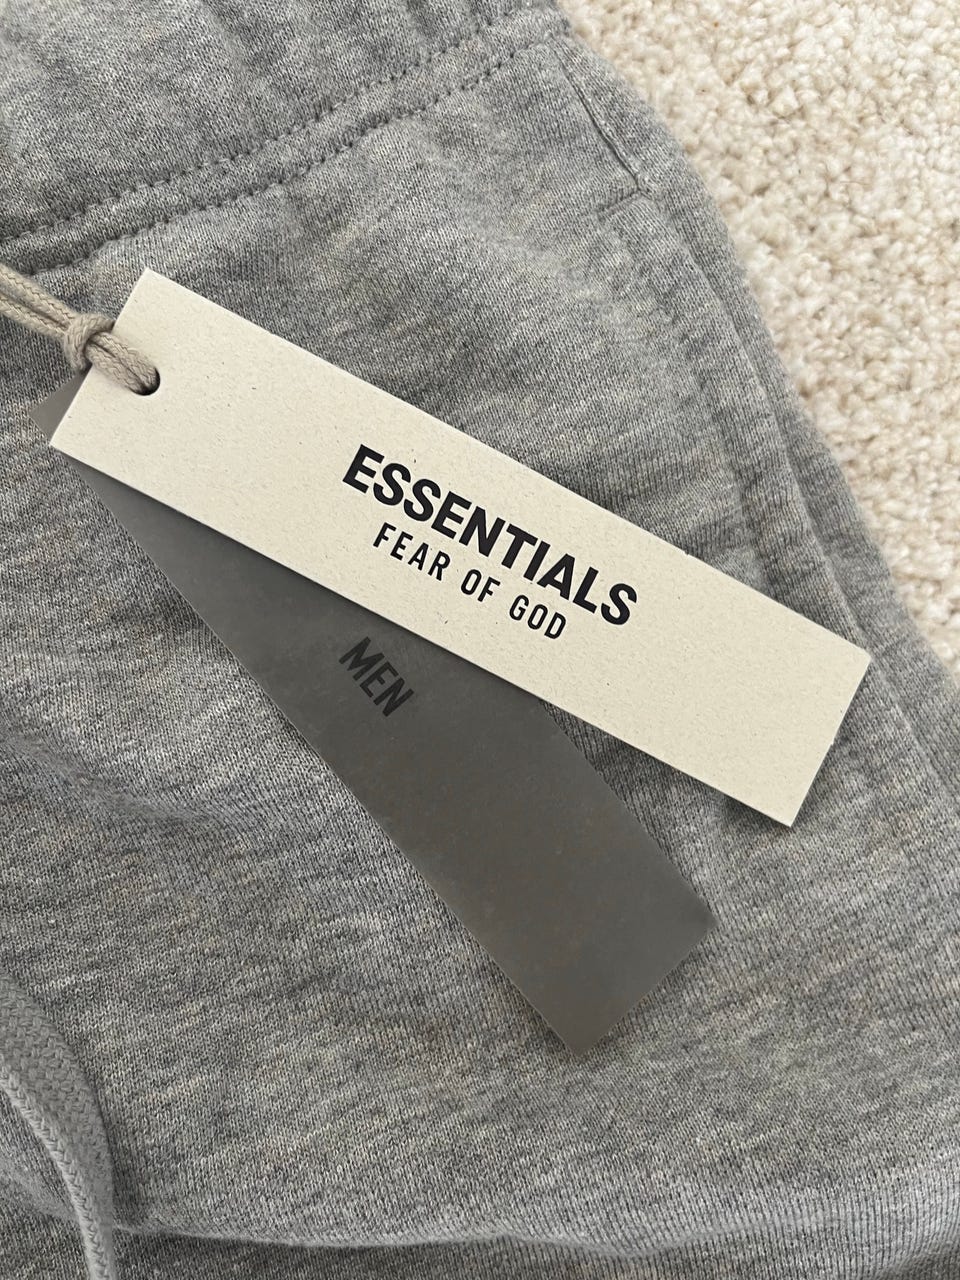 ESSENTIALS
FEAR OF GOD
MEN